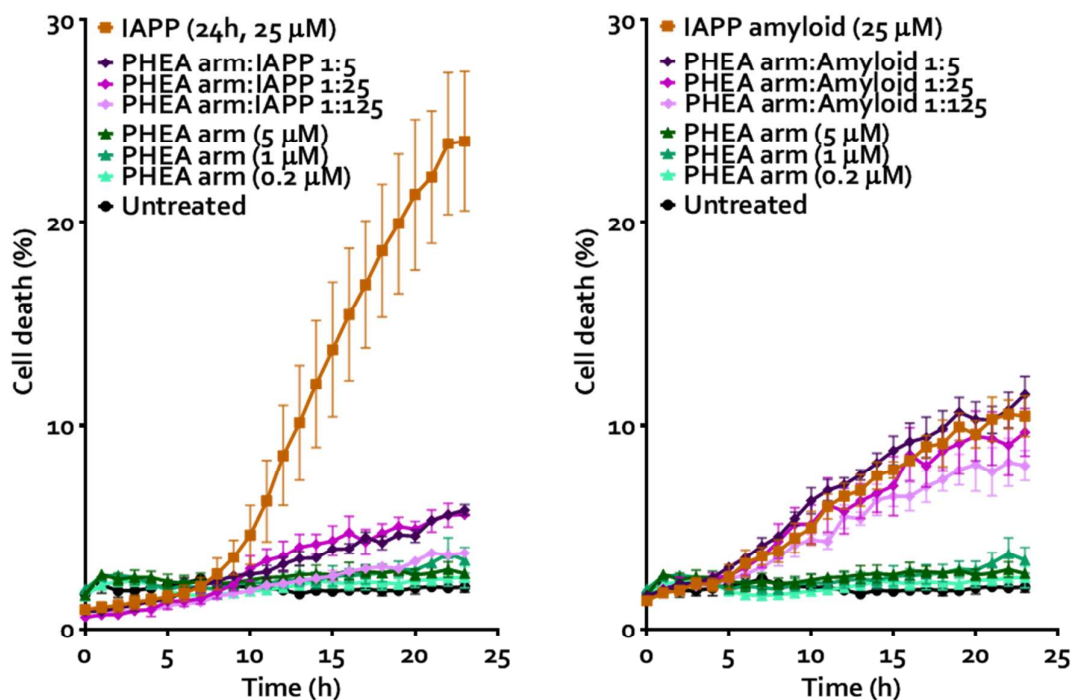 30
20
10
0
Cell death (%)
IAPP (24h, 25 µM)
PHEA arm:IAPP 1:5
PHEA arm:IAPP 1:25
PHEA arm:IAPP 1:125
PHEA arm (5 µM)
PHEA arm (1 µM)
PHEA arm (0.2 µM)
Untreated
0 5 10 15 20 25
Time (h)
30
20
10
0
Cell death (%)
IAPP amyloid (25 µM)
PHEA arm:Amyloid 1:5
PHEA arm:Amyloid 1:25
PHEA arm:Amyloid 1:125
PHEA arm (5 µM)
PHEA arm (1 µM)
PHEA arm (0.2 µM)
Untreated
0 5 10 15 20 25
Time (h)